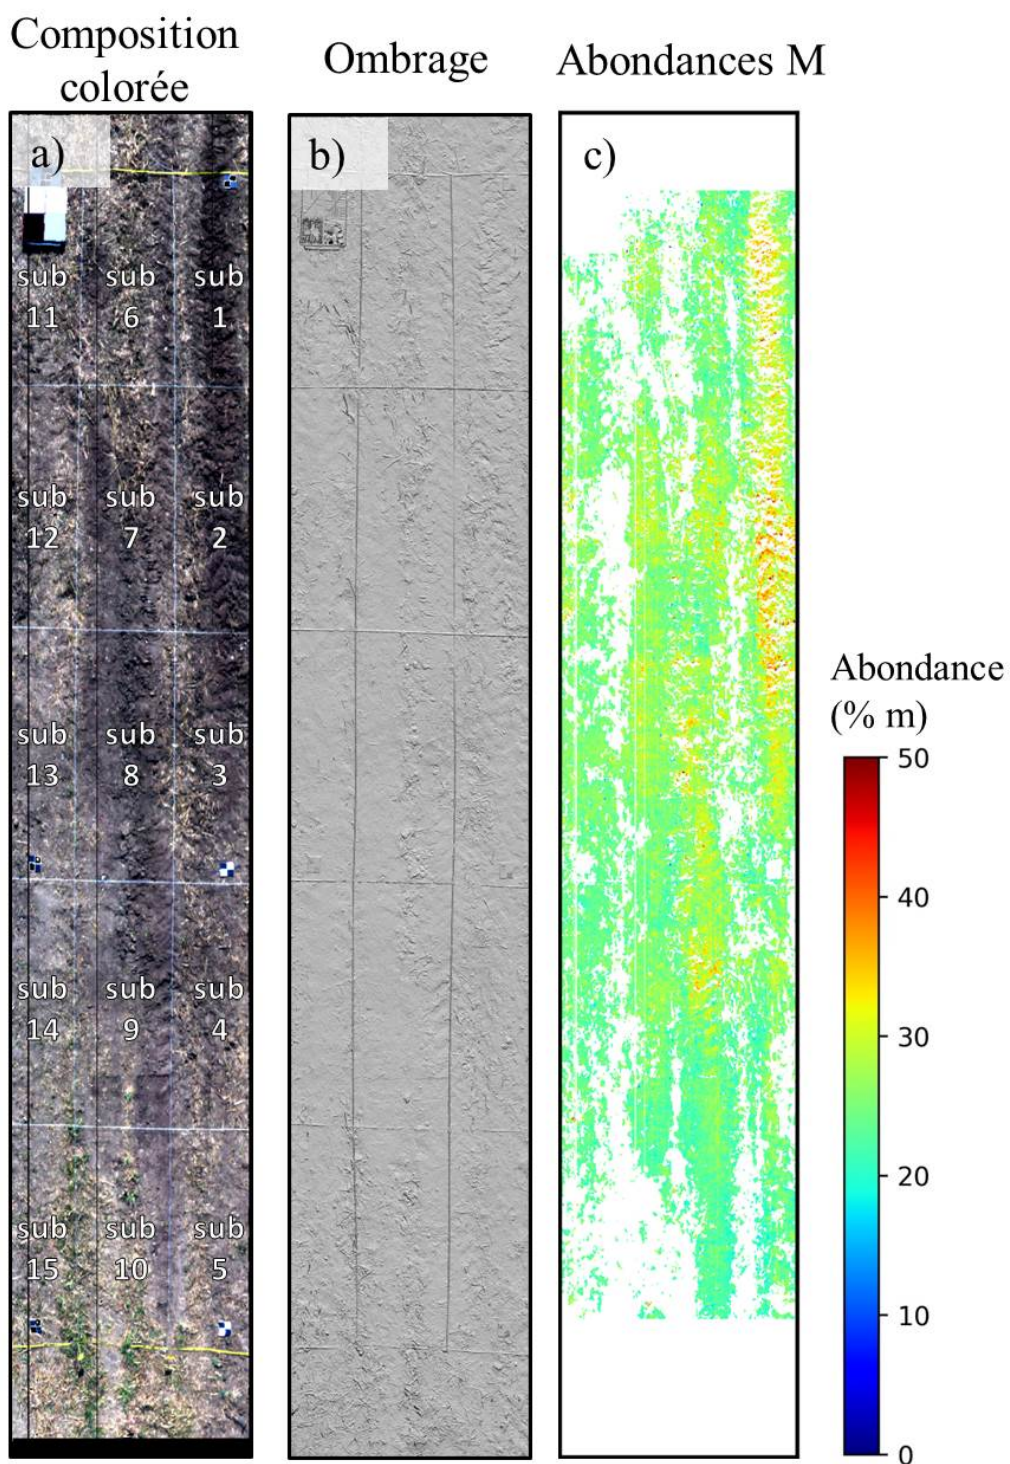 Composition
colorée
Ombrage
Abondances M
a)
b)
c)
sub
11
sub
6
sub
1
sub
12
sub
7
sub
2
sub
13
sub
8
sub
3
sub
14
sub
9
sub
4
sub
15
sub
10
sub
5
Abondance
(% m)
50
40
30
20
10
0